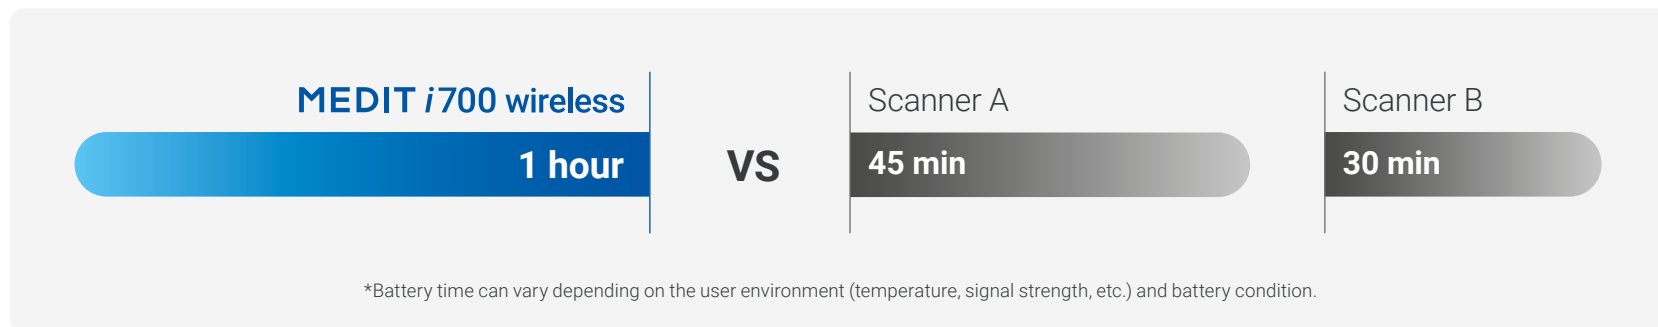 MEDIT i700 wireless
1 hour
VS
Scanner A
45 min
Scanner B
30 min
*Battery time can vary depending on the user environment (temperature, signal strength, etc.) and battery condition.